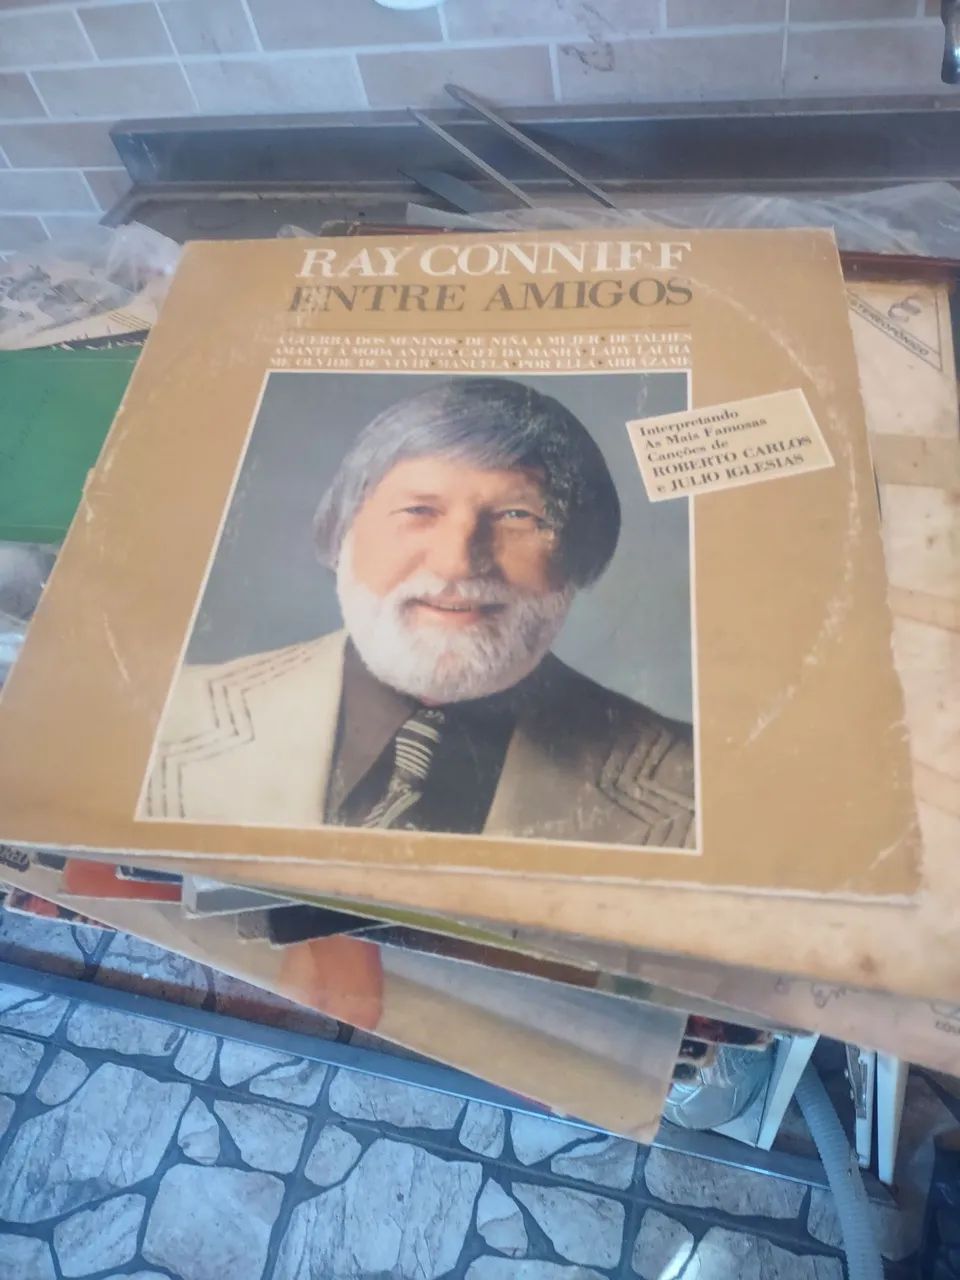 RAY CONNIFF
ENTRE AMIGOS
A GUERRA DOS MENINOS • DE NIÑA A MUJER • DETALHES
AMANTE À MODA ANTIGA • CAFÉ DA MANHÃ • LADY LAURA
ME OLVIDÉ DE VIVIR • MANUELA • POR ELLA • ABRÁZAME
Interpretando
As Mais Famosas
Canções de
ROBERTO CARLOS
e JULIO IGLESIAS
STEREOFÔNICO